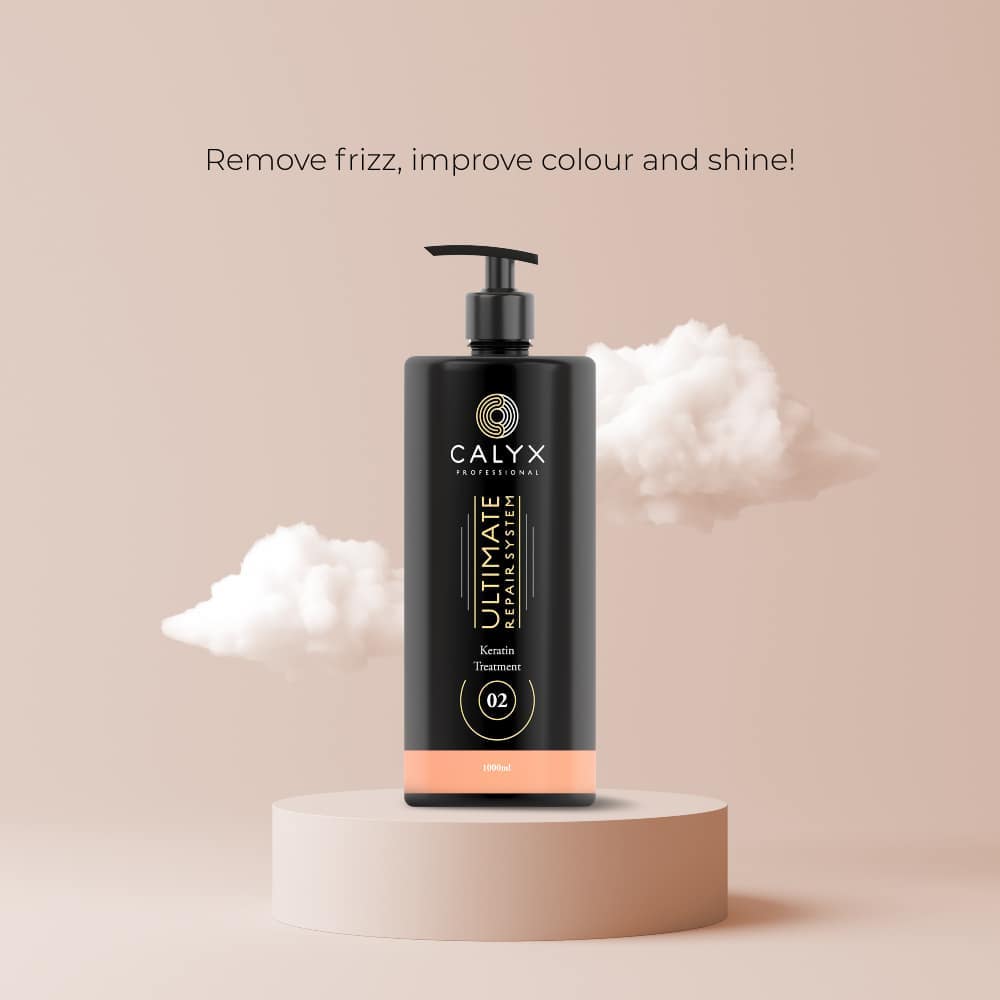 Remove frizz, improve colour and shine!
CALYX
PROFESSIONAL
ULTIMATE
REPAIR SYSTEM
Keratin
Treatment
02
1000ml